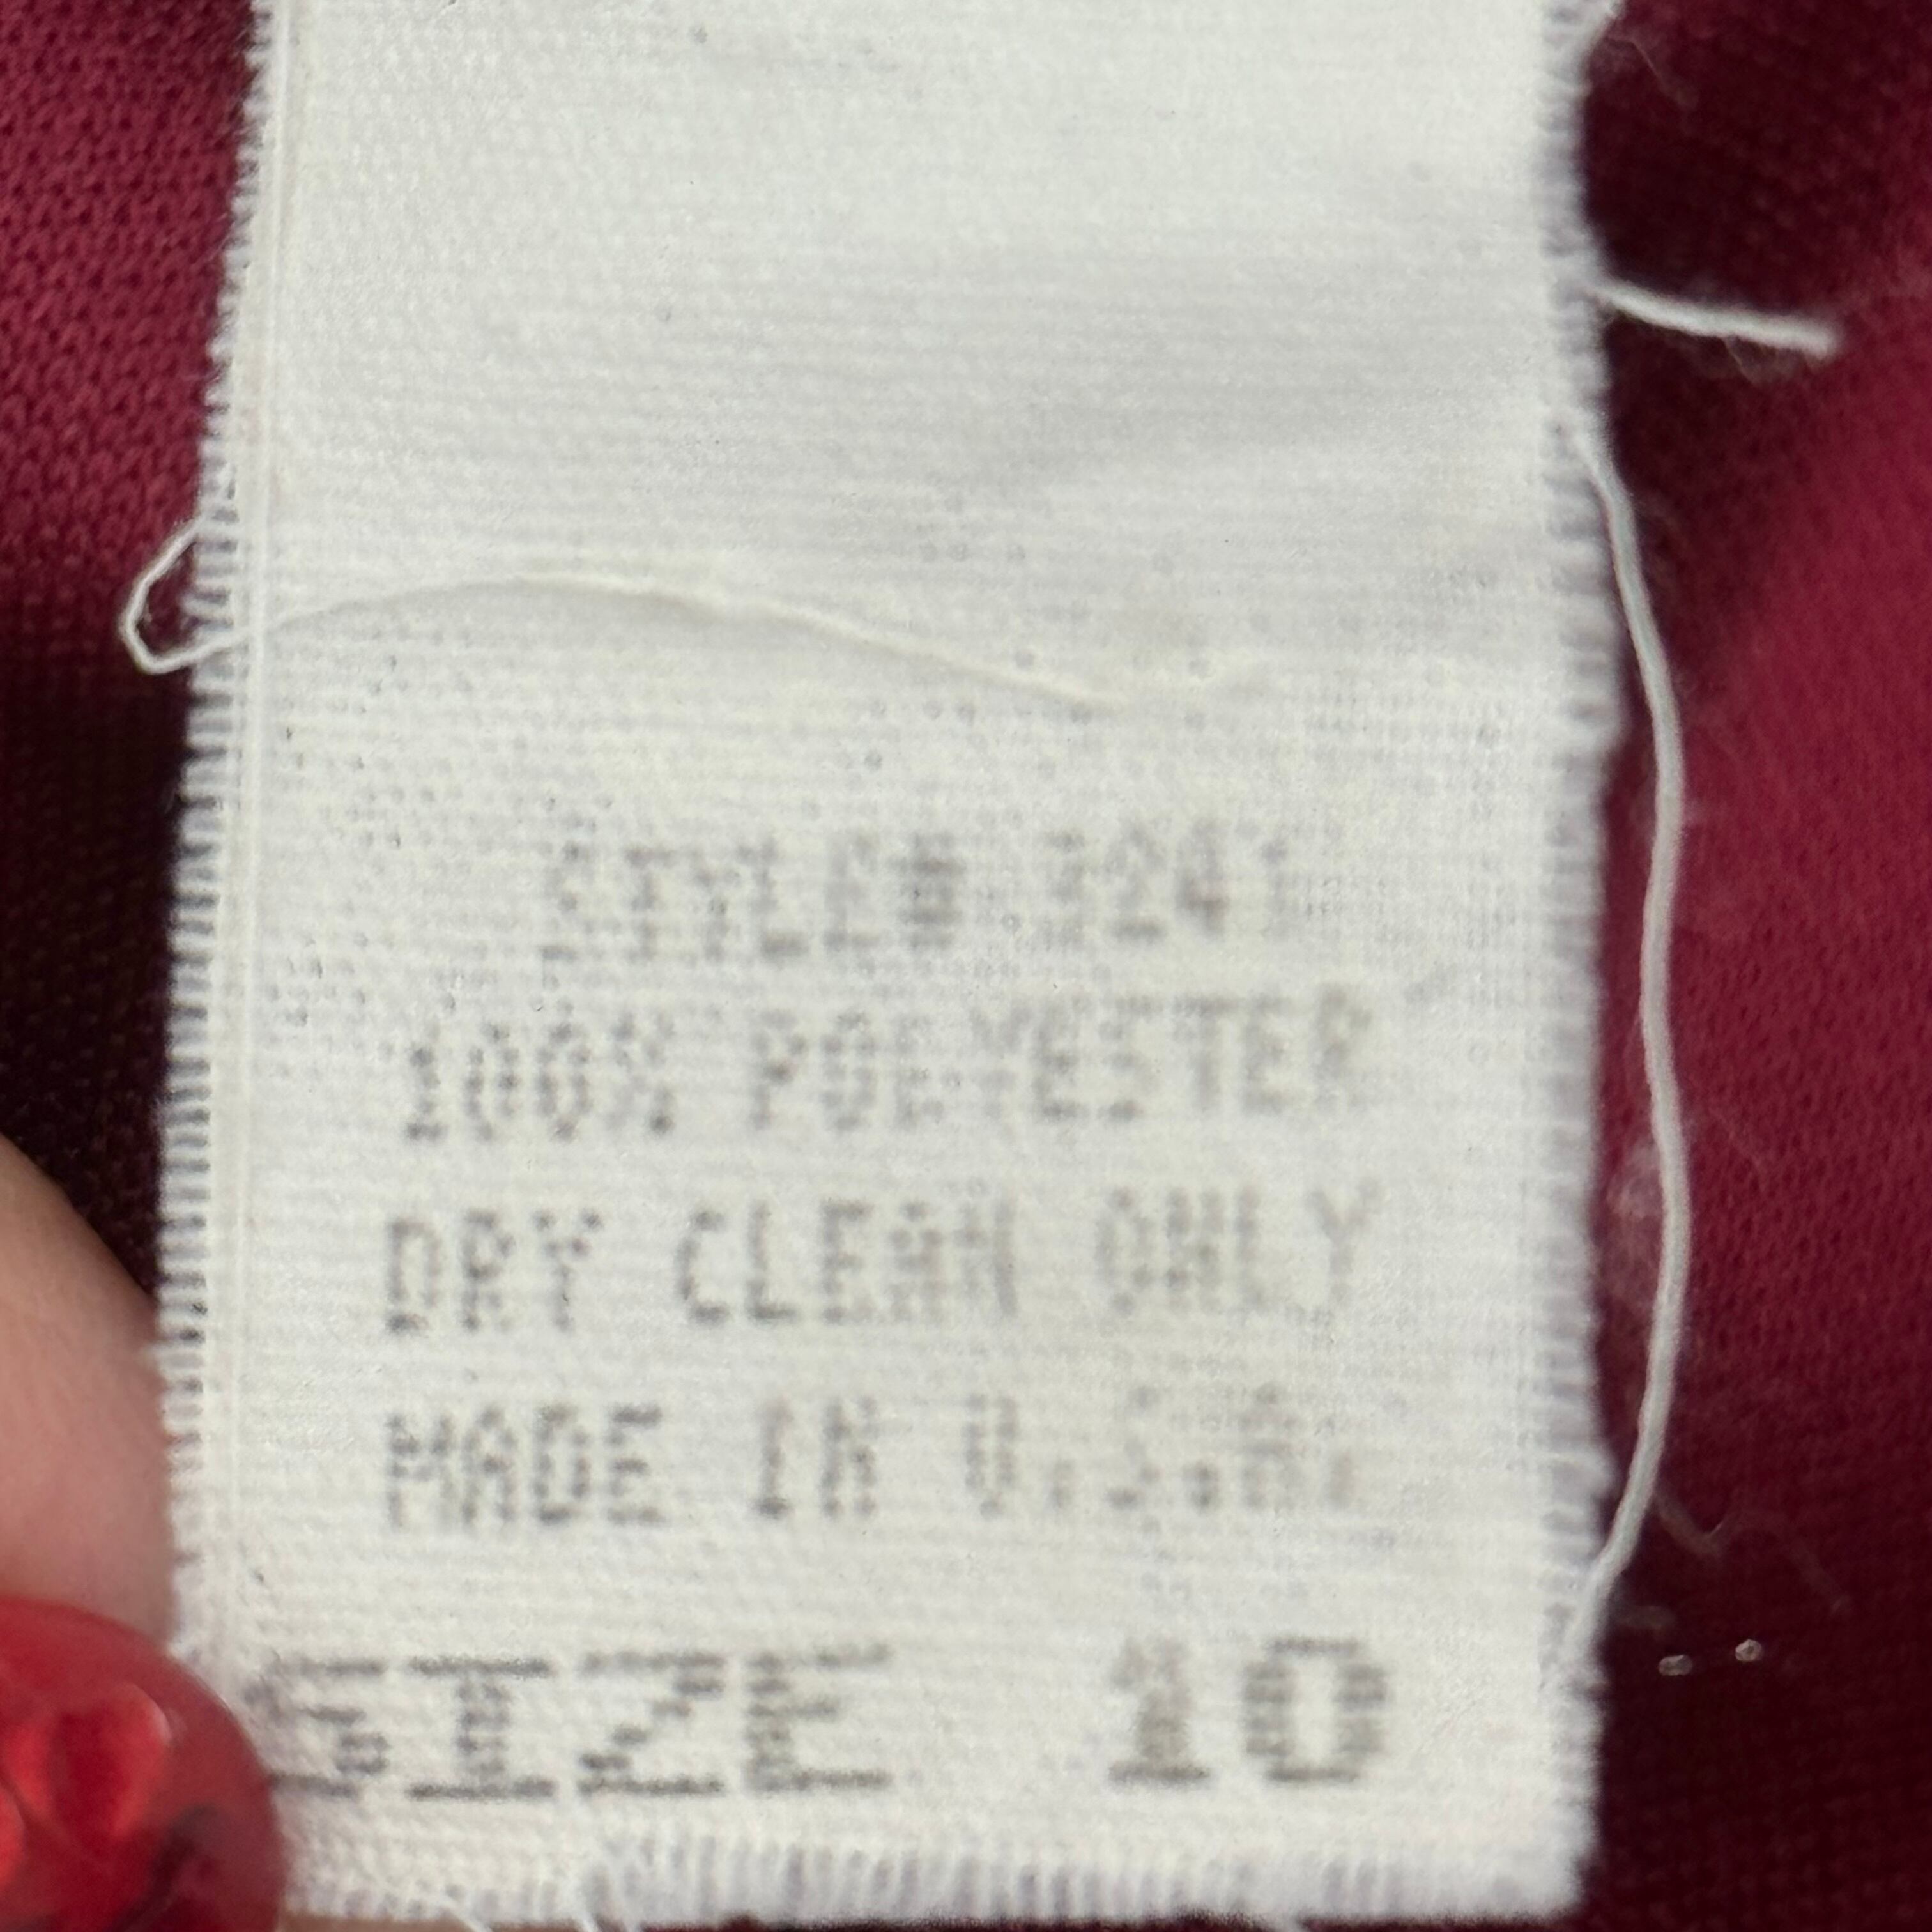 STYLE#
100% POLYESTER
DRY CLEAN ONLY
MADE IN U.S.A.
SIZE 10